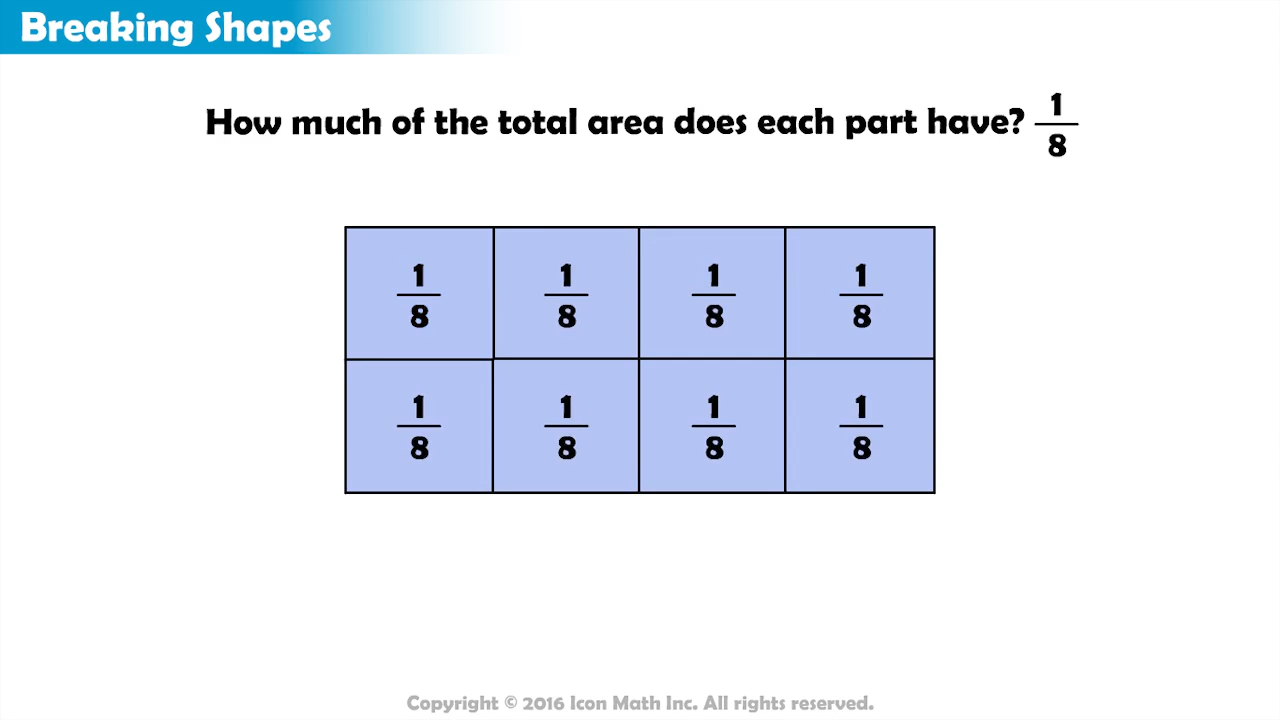 Breaking Shapes
How much of the total area does each part have? 1/8
1/8 1/8 1/8 1/8
1/8 1/8 1/8 1/8
Copyright © 2016 Icon Math Inc. All rights reserved.